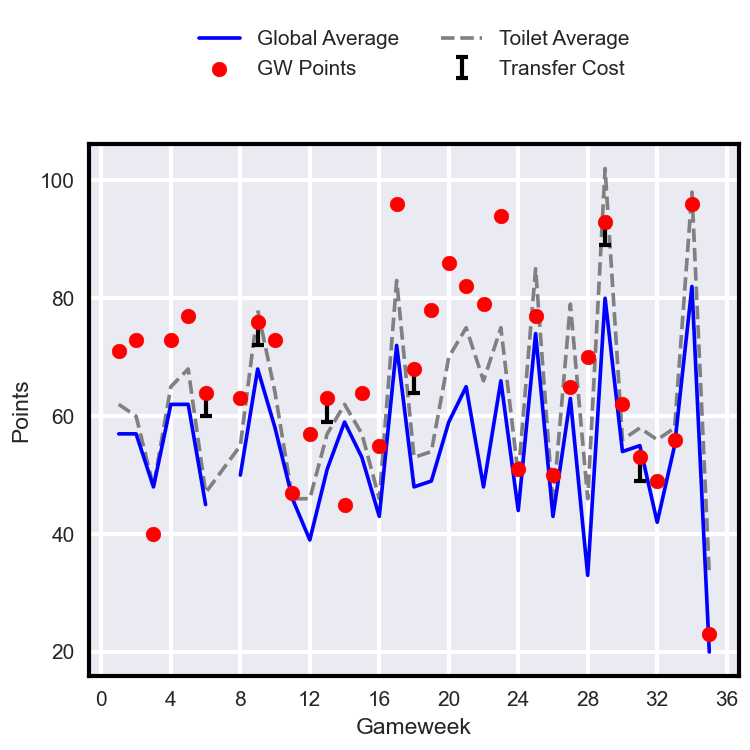 Global Average
Toilet Average
GW Points
Transfer Cost
100
80
60
40
20
Points
0 4 8 12 16 20 24 28 32 36
Gameweek